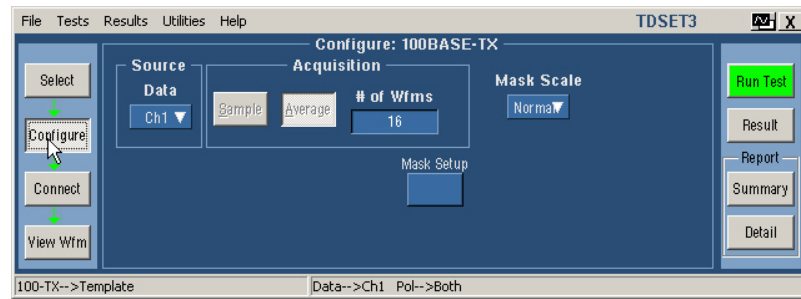 File Tests Results Utilities Help TDSET3 X
Configure: 100BASE-TX
Source
Acquisition
Select
Data
Ch1
Sample
Average
# of Wfms
16
Mask Scale
Normal
Run Test
Configure
Result
Mask Setup
Report
Connect
Summary
View Wfm
Detail
100-TX-->Template
Data-->Ch1 Pol-->Both